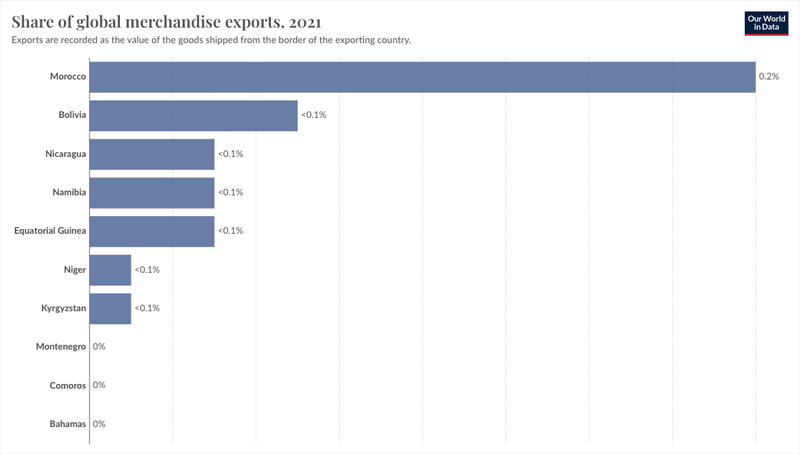 Share of global merchandise exports, 2021
Our World
in Data
Exports are recorded as the value of the goods shipped from the border of the exporting country.
Morocco 0.2%
Bolivia <0.1%
Nicaragua <0.1%
Namibia <0.1%
Equatorial Guinea <0.1%
Niger <0.1%
Kyrgyzstan <0.1%
Montenegro 0%
Comoros 0%
Bahamas 0%